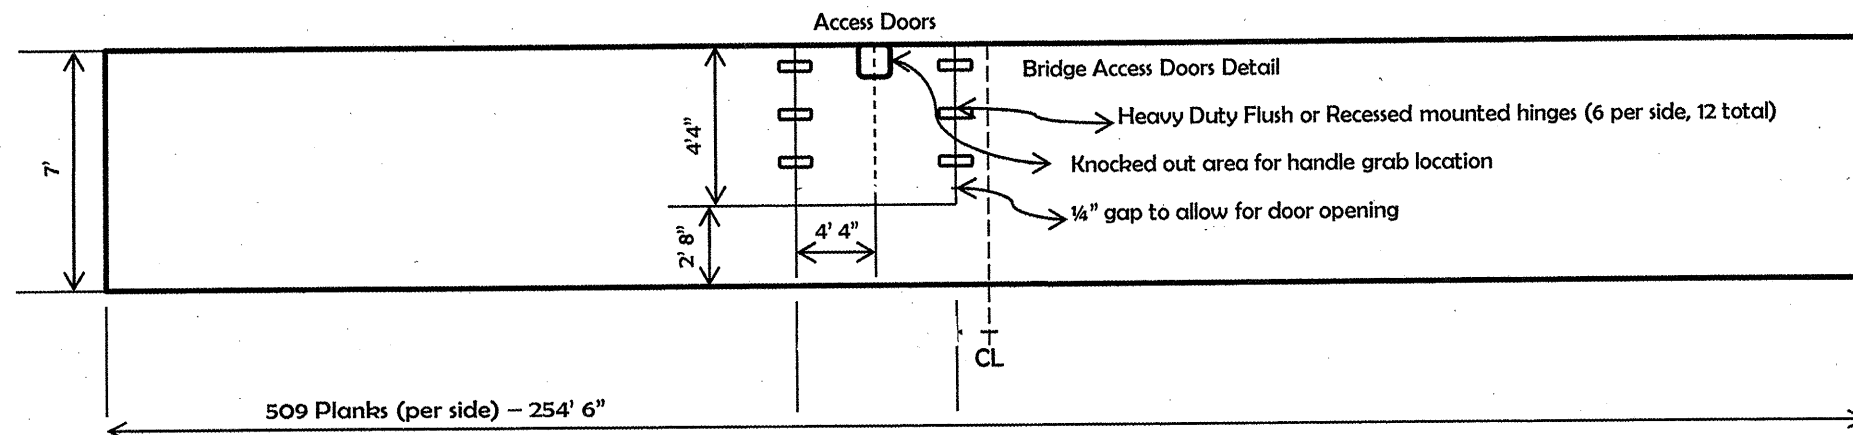 Access Doors
Bridge Access Doors Detail
Heavy Duty Flush or Recessed mounted hinges (6 per side, 12 total)
Knocked out area for handle grab location
¼” gap to allow for door opening
7'
4'4”
2' 8”
4' 4”
CL
509 Planks (per side) – 254' 6”